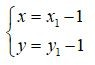 x = x₁ − 1
y = y₁ − 1